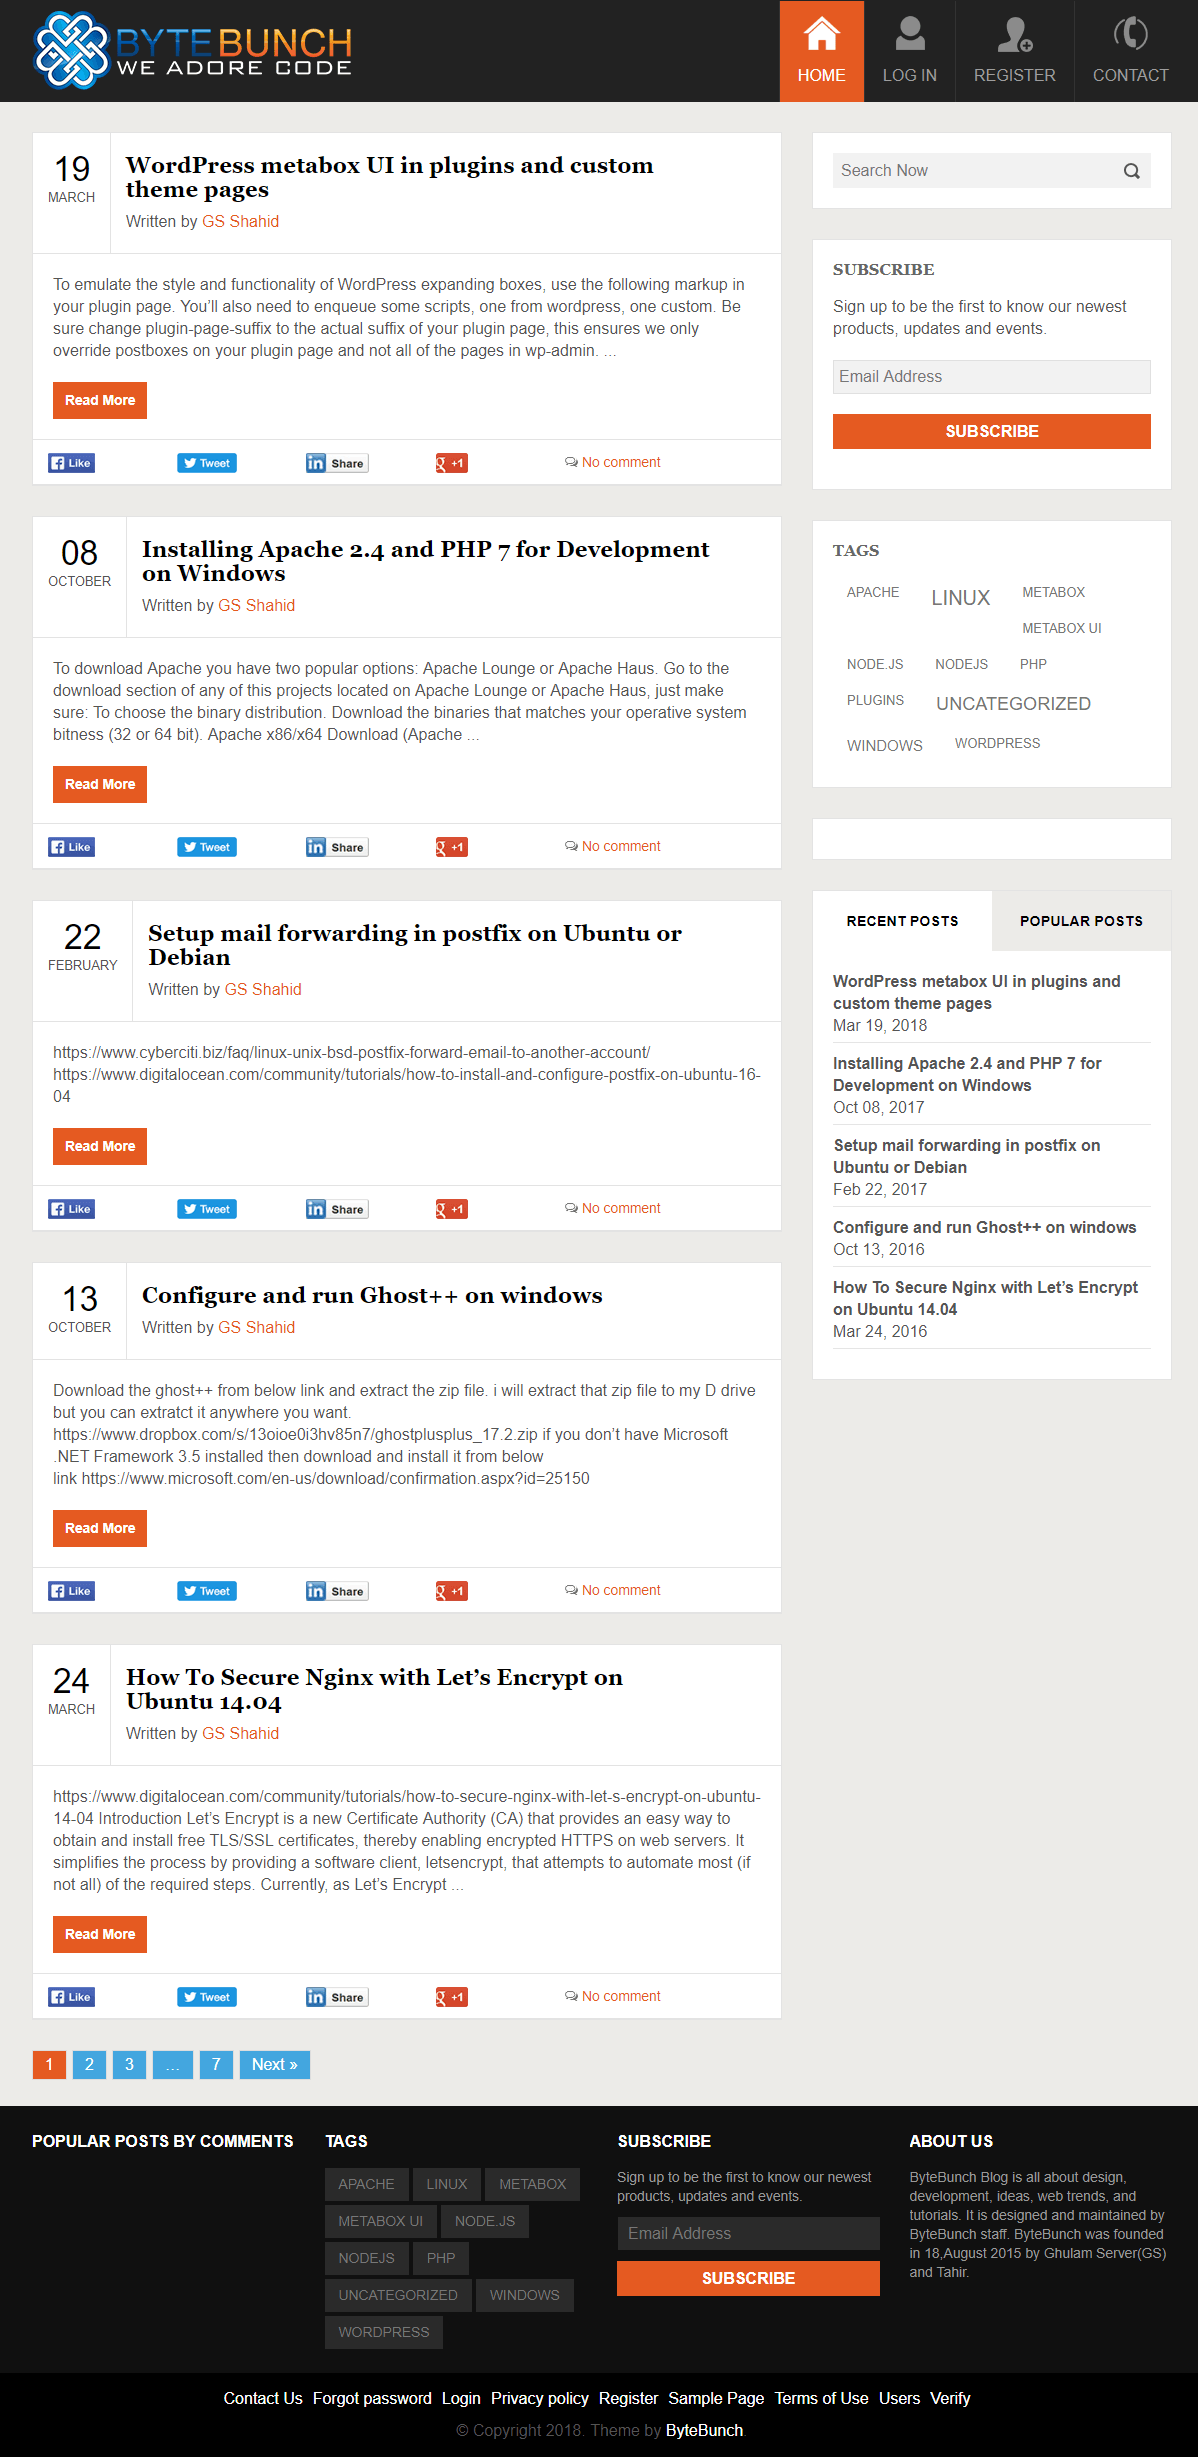 BYTEBUNCH
WE ADORE CODE
HOME
LOG IN
REGISTER
CONTACT
19
MARCH
WordPress metabox UI in plugins and custom
theme pages
Written by GS Shahid
To emulate the style and functionality of WordPress expanding boxes, use the following markup in
your plugin page. You’ll also need to enqueue some scripts, one from wordpress, one custom. Be
sure change plugin-page-suffix to the actual suffix of your plugin page, this ensures we only
override postboxes on your plugin page and not all of the pages in wp-admin. ...
Read More
Like
Tweet
in Share
g +1
No comment
08
OCTOBER
Installing Apache 2.4 and PHP 7 for Development
on Windows
Written by GS Shahid
To download Apache you have two popular options: Apache Lounge or Apache Haus. Go to the
download section of any of this projects located on Apache Lounge or Apache Haus, just make
sure: To choose the binary distribution. Download the binaries that matches your operative system
bitness (32 or 64 bit). Apache x86/x64 Download (Apache ...
Read More
Like
Tweet
in Share
g +1
No comment
22
FEBRUARY
Setup mail forwarding in postfix on Ubuntu or
Debian
Written by GS Shahid
https://www.cyberciti.biz/faq/linux-unix-bsd-postfix-forward-email-to-another-account/
https://www.digitalocean.com/community/tutorials/how-to-install-and-configure-postfix-on-ubuntu-16-
04
Read More
Like
Tweet
in Share
g +1
No comment
13
OCTOBER
Configure and run Ghost++ on windows
Written by GS Shahid
Download the ghost++ from below link and extract the zip file. i will extract that zip file to my D drive
but you can extratct it anywhere you want.
https://www.dropbox.com/s/13oioe0i3hv85n7/ghostplusplus_17.2.zip if you don’t have Microsoft
.NET Framework 3.5 installed then download and install it from below
link https://www.microsoft.com/en-us/download/confirmation.aspx?id=25150
Read More
Like
Tweet
in Share
g +1
No comment
24
MARCH
How To Secure Nginx with Let’s Encrypt on
Ubuntu 14.04
Written by GS Shahid
https://www.digitalocean.com/community/tutorials/how-to-secure-nginx-with-let-s-encrypt-on-ubuntu-
14-04 Introduction Let’s Encrypt is a new Certificate Authority (CA) that provides an easy way to
obtain and install free TLS/SSL certificates, thereby enabling encrypted HTTPS on web servers. It
simplifies the process by providing a software client, letsencrypt, that attempts to automate most (if
not all) of the required steps. Currently, as Let’s Encrypt ...
Read More
Like
Tweet
in Share
g +1
No comment
1 2 3 ... 7 Next »
Search Now
SUBSCRIBE
Sign up to be the first to know our newest
products, updates and events.
Email Address
SUBSCRIBE
TAGS
APACHE LINUX METABOX
METABOX UI
NODE.JS NODEJS PHP
PLUGINS UNCATEGORIZED
WINDOWS WORDPRESS
RECENT POSTS
POPULAR POSTS
WordPress metabox UI in plugins and
custom theme pages
Mar 19, 2018
Installing Apache 2.4 and PHP 7 for
Development on Windows
Oct 08, 2017
Setup mail forwarding in postfix on
Ubuntu or Debian
Feb 22, 2017
Configure and run Ghost++ on windows
Oct 13, 2016
How To Secure Nginx with Let’s Encrypt
on Ubuntu 14.04
Mar 24, 2016
POPULAR POSTS BY COMMENTS
TAGS
APACHE LINUX METABOX
METABOX UI NODE.JS
NODEJS PHP
UNCATEGORIZED WINDOWS
WORDPRESS
SUBSCRIBE
Sign up to be the first to know our newest
products, updates and events.
Email Address
SUBSCRIBE
ABOUT US
ByteBunch Blog is all about design,
development, ideas, web trends, and
tutorials. It is designed and maintained by
ByteBunch staff. ByteBunch was founded
in 18,August 2015 by Ghulam Server(GS)
and Tahir.
Contact Us Forgot password Login Privacy policy Register Sample Page Terms of Use Users Verify
© Copyright 2018. Theme by ByteBunch.